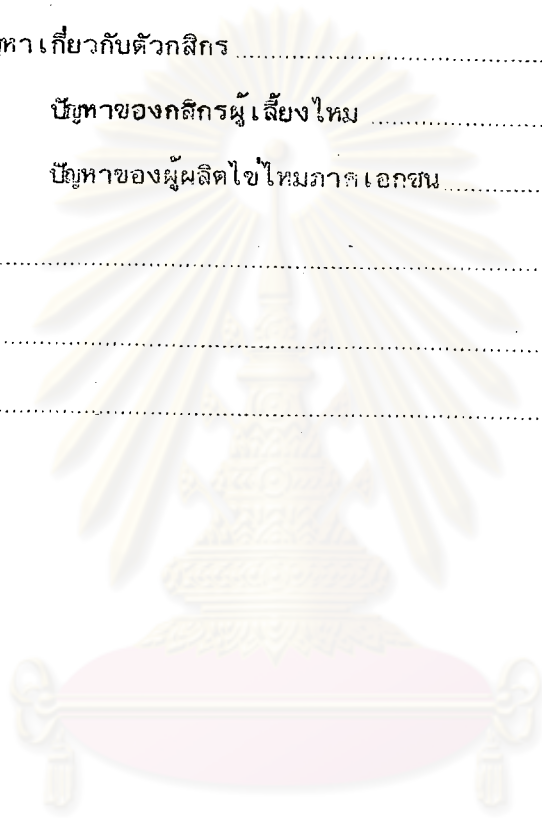 หาเกี่ยวกับตัวกสิกร
ปัญหาของกสิกรผู้เลี้ยงไหม
ปัญหาของผู้ผลิตไข่ไหมภาคเอกชน